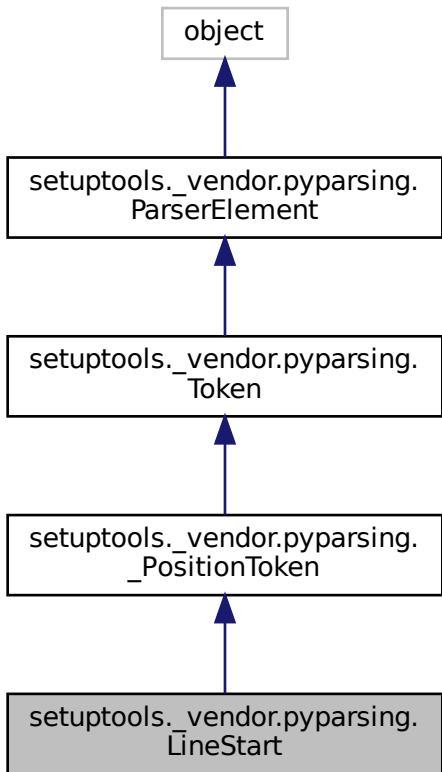 object
setuptools._vendor.pyparsing.
ParserElement
setuptools._vendor.pyparsing.
Token
setuptools._vendor.pyparsing.
_PositionToken
setuptools._vendor.pyparsing.
LineStart